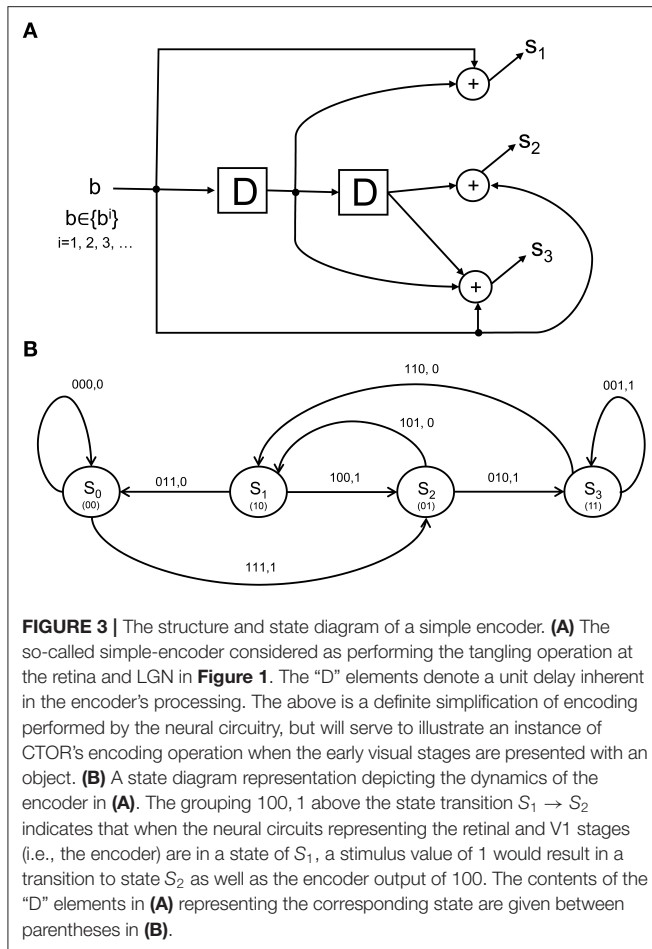 A
s1
s2
b
D
D
b∈{bⁱ}
i=1, 2, 3, ...
s3
+
+
+
B
110, 0
000,0
001,1
101, 0
S0
(00)
011,0
S1
(10)
100,1
S2
(01)
010,1
S3
(11)
111,1
FIGURE 3 | The structure and state diagram of a simple encoder. (A) The
so-called simple-encoder considered as performing the tangling operation at
the retina and LGN in Figure 1. The “D” elements denote a unit delay inherent
in the encoder’s processing. The above is a definite simplification of encoding
performed by the neural circuitry, but will serve to illustrate an instance of
CTOR’s encoding operation when the early visual stages are presented with an
object. (B) A state diagram representation depicting the dynamics of the
encoder in (A). The grouping 100, 1 above the state transition S1 → S2
indicates that when the neural circuits representing the retinal and V1 stages
(i.e., the encoder) are in a state of S1, a stimulus value of 1 would result in a
transition to state S2 as well as the encoder output of 100. The contents of the
“D” elements in (A) representing the corresponding state are given between
parentheses in (B).